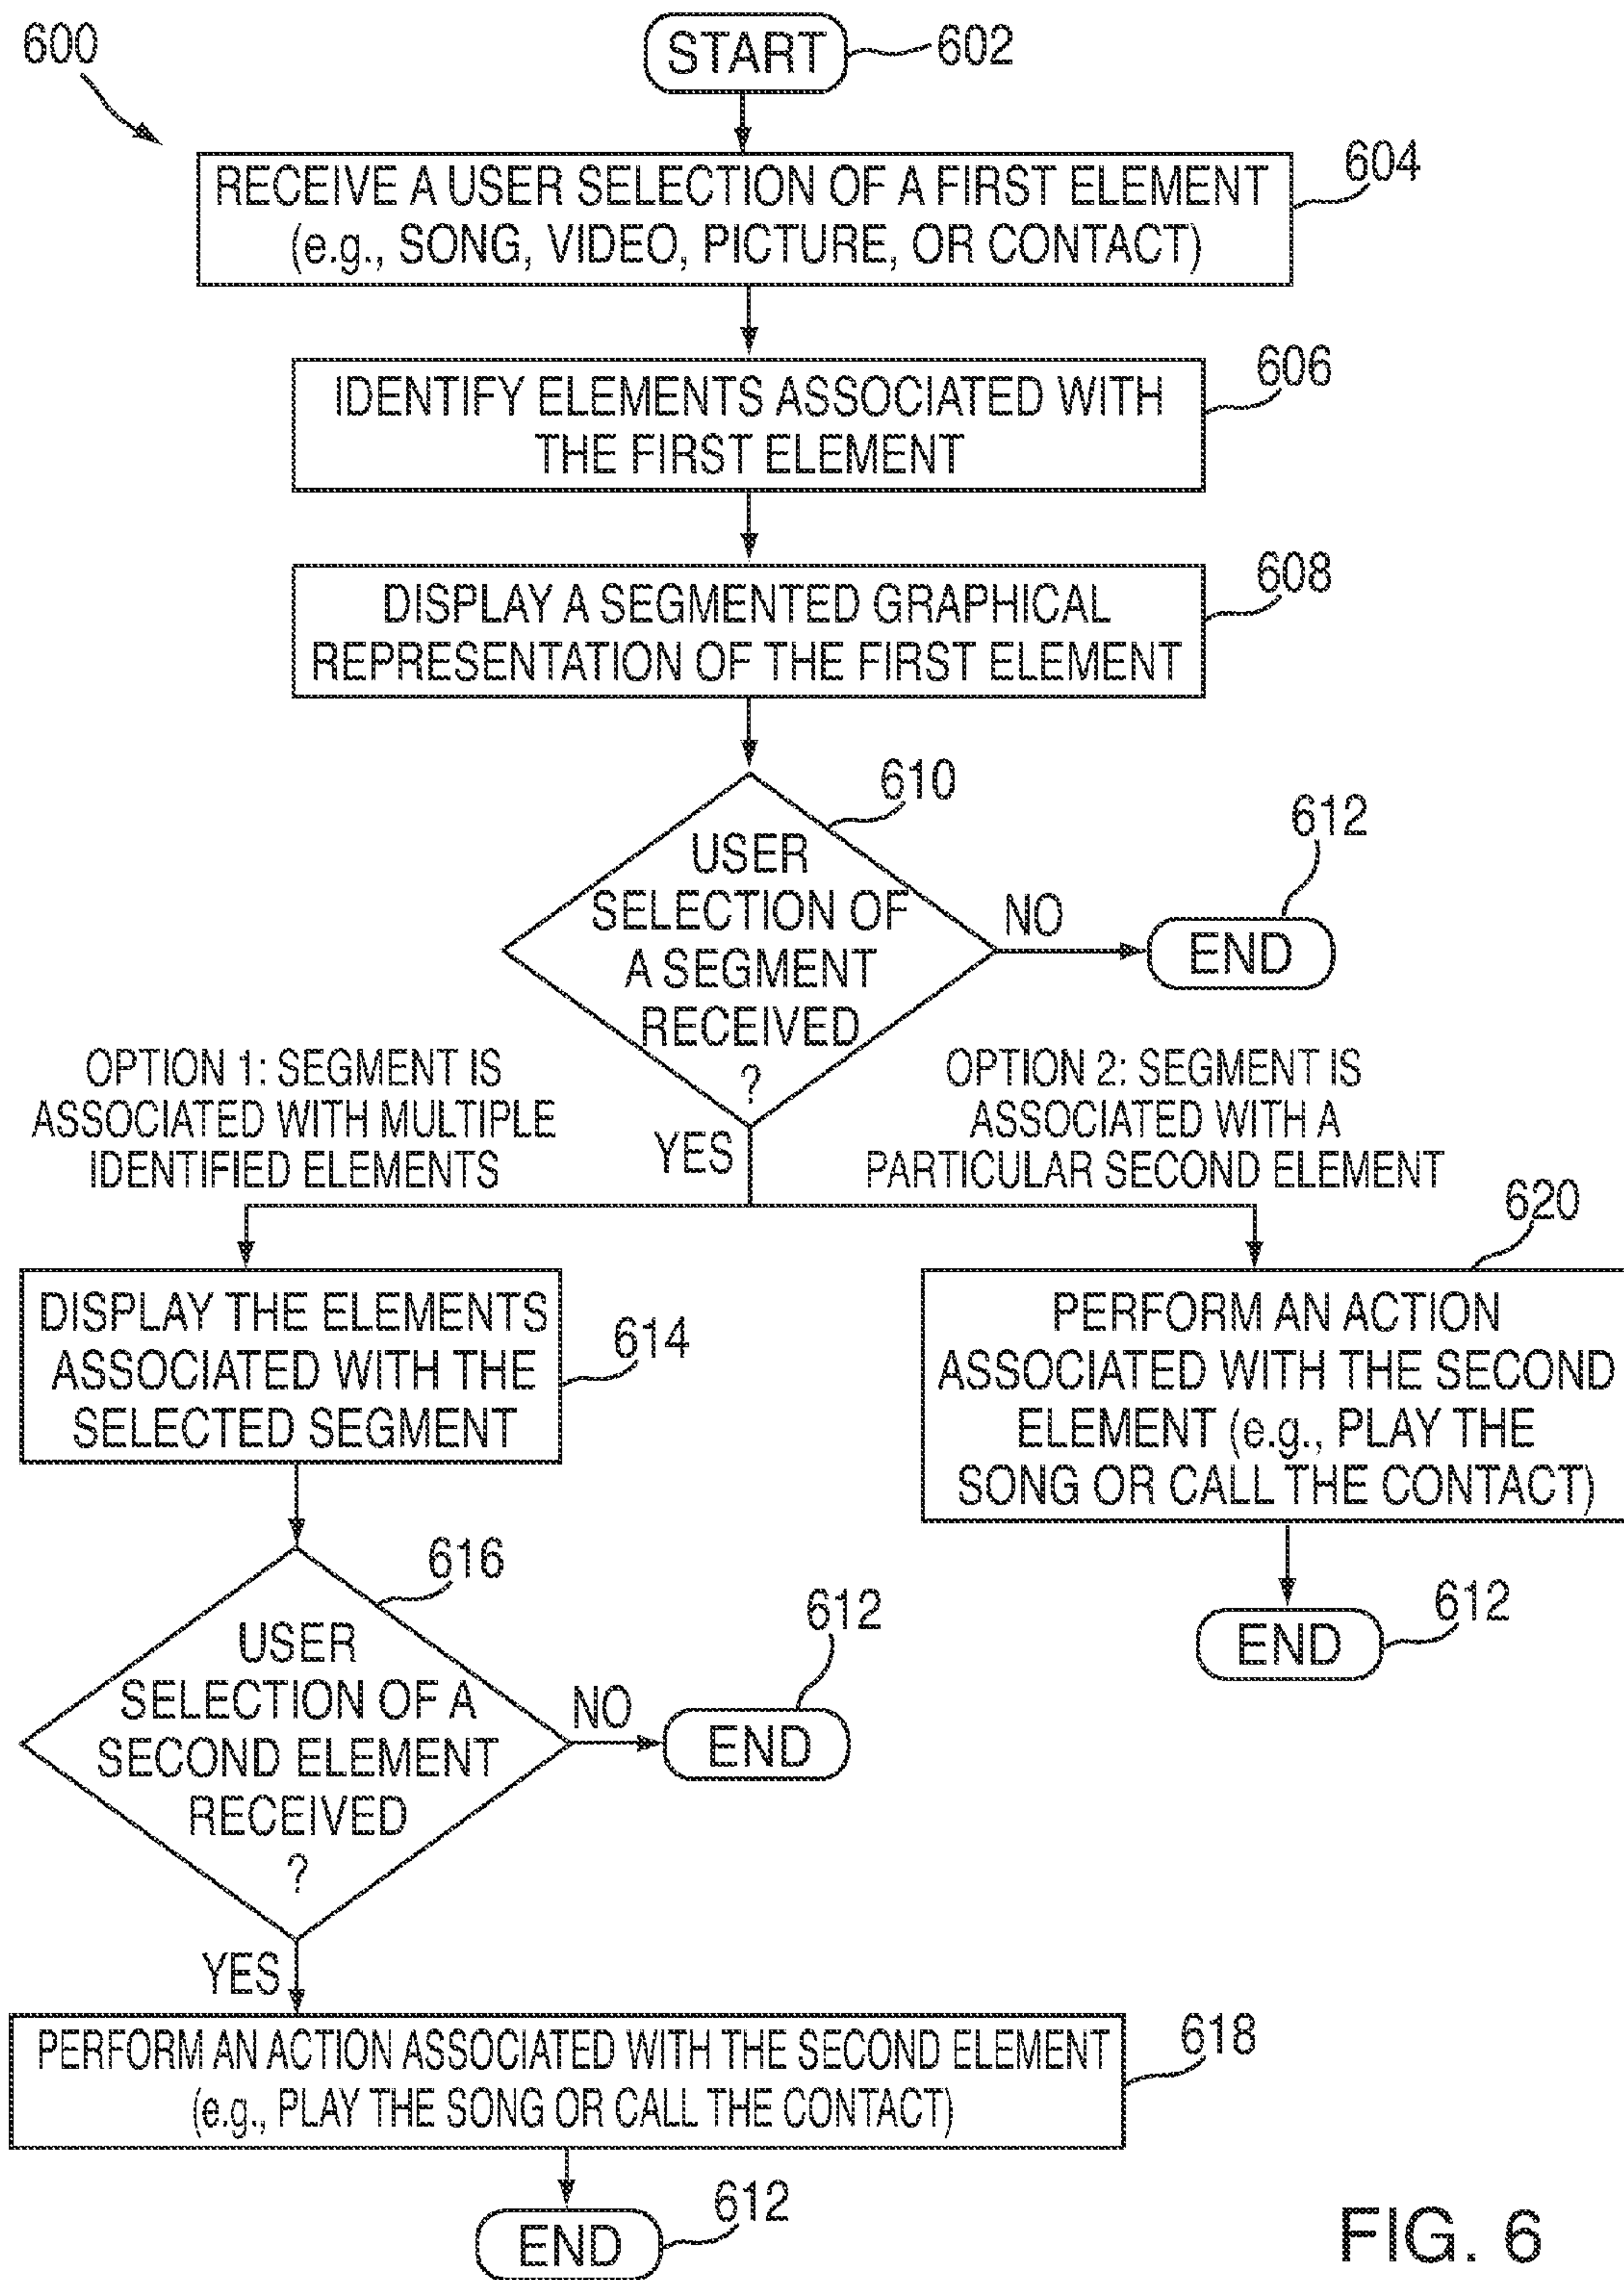 600
START
602
RECEIVE A USER SELECTION OF A FIRST ELEMENT
(e.g., SONG, VIDEO, PICTURE, OR CONTACT)
604
IDENTIFY ELEMENTS ASSOCIATED WITH
THE FIRST ELEMENT
606
DISPLAY A SEGMENTED GRAPHICAL
REPRESENTATION OF THE FIRST ELEMENT
608
USER
SELECTION OF
A SEGMENT
RECEIVED
?
610
NO
END
612
YES
OPTION 1: SEGMENT IS
ASSOCIATED WITH MULTIPLE
IDENTIFIED ELEMENTS
OPTION 2: SEGMENT IS
ASSOCIATED WITH A
PARTICULAR SECOND ELEMENT
DISPLAY THE ELEMENTS
ASSOCIATED WITH THE
SELECTED SEGMENT
614
PERFORM AN ACTION
ASSOCIATED WITH THE SECOND
ELEMENT (e.g., PLAY THE
SONG OR CALL THE CONTACT)
620
END
612
USER
SELECTION OF A
SECOND ELEMENT
RECEIVED
?
616
NO
END
612
YES
PERFORM AN ACTION ASSOCIATED WITH THE SECOND ELEMENT
(e.g., PLAY THE SONG OR CALL THE CONTACT)
618
END
612
FIG. 6